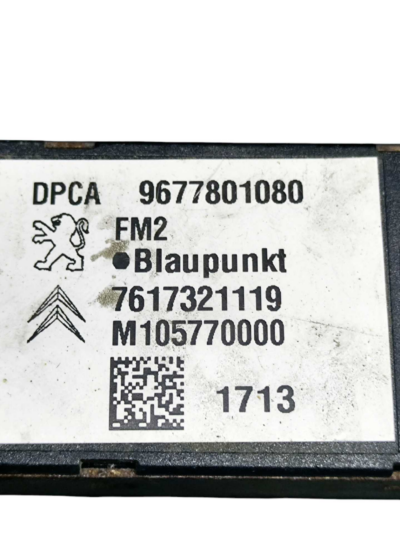 DPCA 9677801080
FM2
Blaupunkt
7617321119
M105770000
1713